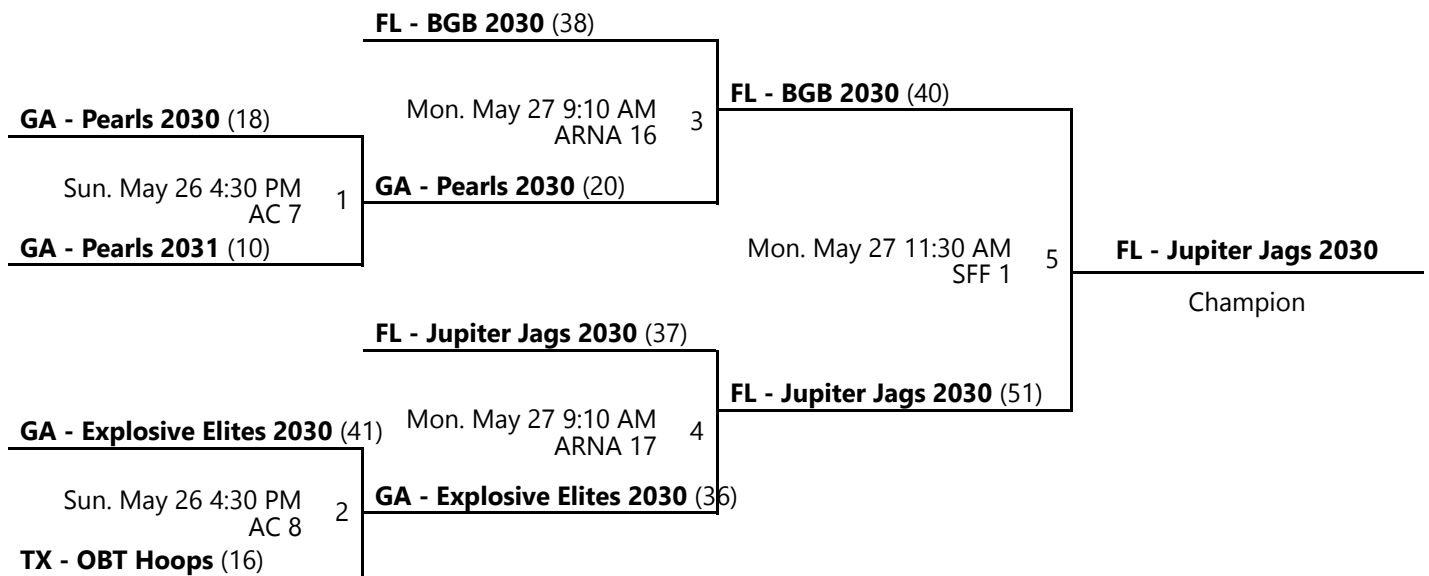 FL - BGB 2030 (38)
FL - BGB 2030 (40)
Mon. May 27 9:10 AM
ARNA 16
3
GA - Pearls 2030 (18)
Sun. May 26 4:30 PM
AC 7
1
GA - Pearls 2030 (20)
GA - Pearls 2031 (10)
Mon. May 27 11:30 AM
SFF 1
5
FL - Jupiter Jags 2030
Champion
FL - Jupiter Jags 2030 (37)
FL - Jupiter Jags 2030 (51)
GA - Explosive Elites 2030 (41)
Mon. May 27 9:10 AM
ARNA 17
4
Sun. May 26 4:30 PM
AC 8
2
GA - Explosive Elites 2030 (36)
TX - OBT Hoops (16)